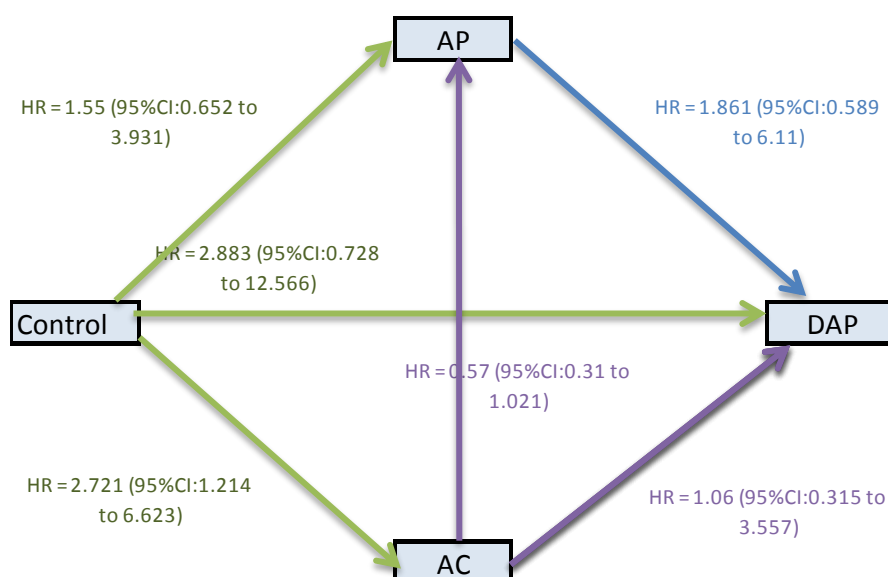 AP
HR = 1.55 (95%CI:0.652 to
3.931)
HR = 1.861 (95%CI:0.589
to 6.11)
HR = 2.883 (95%CI:0.728
to 12.566)
Control
DAP
HR = 0.57 (95%CI:0.31 to
1.021)
HR = 2.721 (95%CI:1.214
to 6.623)
HR = 1.06 (95%CI:0.315 to
3.557)
AC